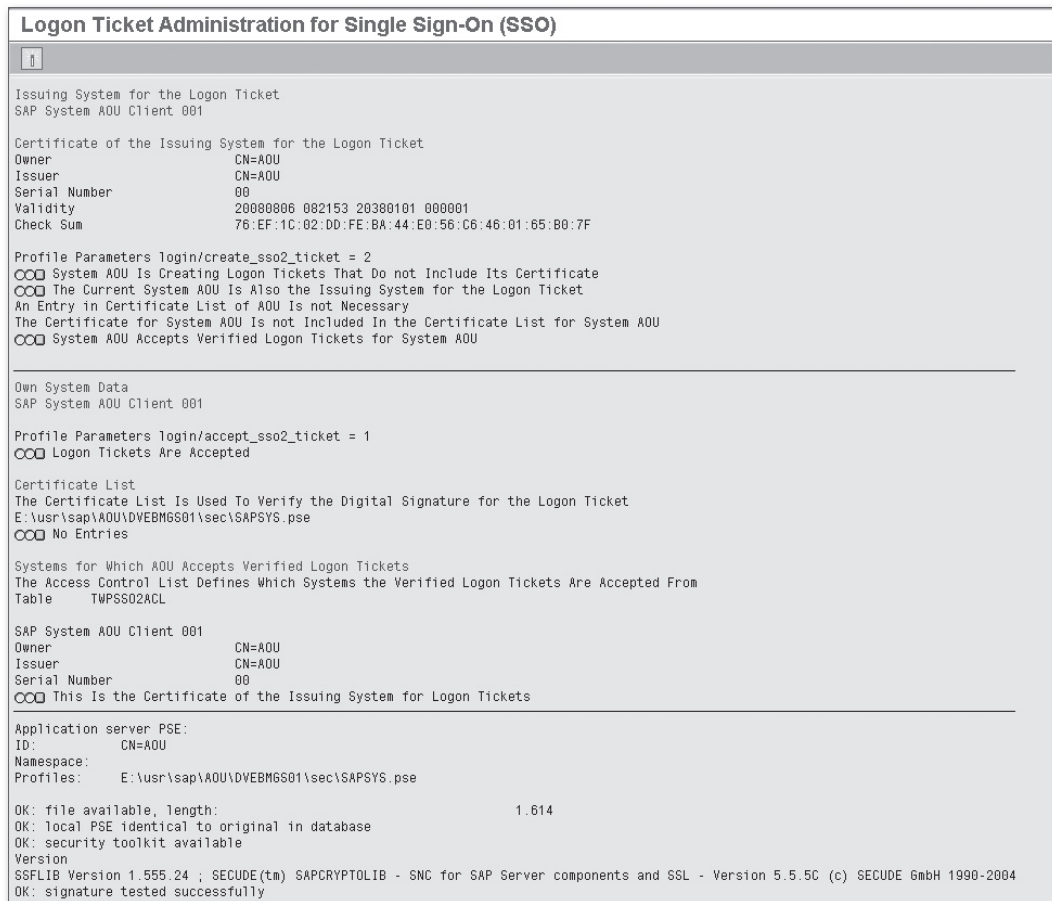 Logon Ticket Administration for Single Sign-On (SSO)
Issuing System for the Logon Ticket
SAP System AOU Client 001
Certificate of the Issuing System for the Logon Ticket
Owner CN=AOU
Issuer CN=AOU
Serial Number 00
Validity 20080806 082153 20380101 000001
Check Sum 76:EF:1C:02:DD:FE:BA:44:E0:56:C6:46:01:65:B0:7F
Profile Parameters login/create_sso2_ticket = 2
System AOU Is Creating Logon Tickets That Do not Include Its Certificate
The Current System AOU Is Also the Issuing System for the Logon Ticket
An Entry in Certificate List of AOU Is not Necessary
The Certificate for System AOU Is not Included In the Certificate List for System AOU
System AOU Accepts Verified Logon Tickets for System AOU
Own System Data
SAP System AOU Client 001
Profile Parameters login/accept_sso2_ticket = 1
Logon Tickets Are Accepted
Certificate List
The Certificate List Is Used To Verify the Digital Signature for the Logon Ticket
E:\usr\sap\AOU\DVEBMGS01\sec\SAPSYS.pse
No Entries
Systems for Which AOU Accepts Verified Logon Tickets
The Access Control List Defines Which Systems the Verified Logon Tickets Are Accepted From
Table TWPSSO2ACL
SAP System AOU Client 001
Owner CN=AOU
Issuer CN=AOU
Serial Number 00
This Is the Certificate of the Issuing System for Logon Tickets
Application server PSE:
ID: CN=AOU
Namespace:
Profiles: E:\usr\sap\AOU\DVEBMGS01\sec\SAPSYS.pse
OK: file available, length: 1.614
OK: local PSE identical to original in database
OK: security toolkit available
Version
SSFLIB Version 1.555.24 ; SECUDE(tm) SAPCRYPTOLIB - SNC for SAP Server components and SSL - Version 5.5.5C (c) SECUDE GmbH 1990-2004
OK: signature tested successfully